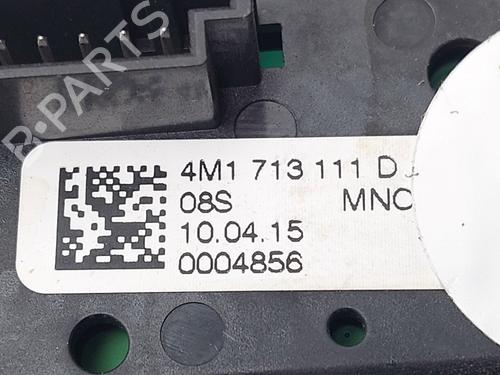 R-PARTS
4M1 713 111 D
08S MNC
10.04.15
0004856